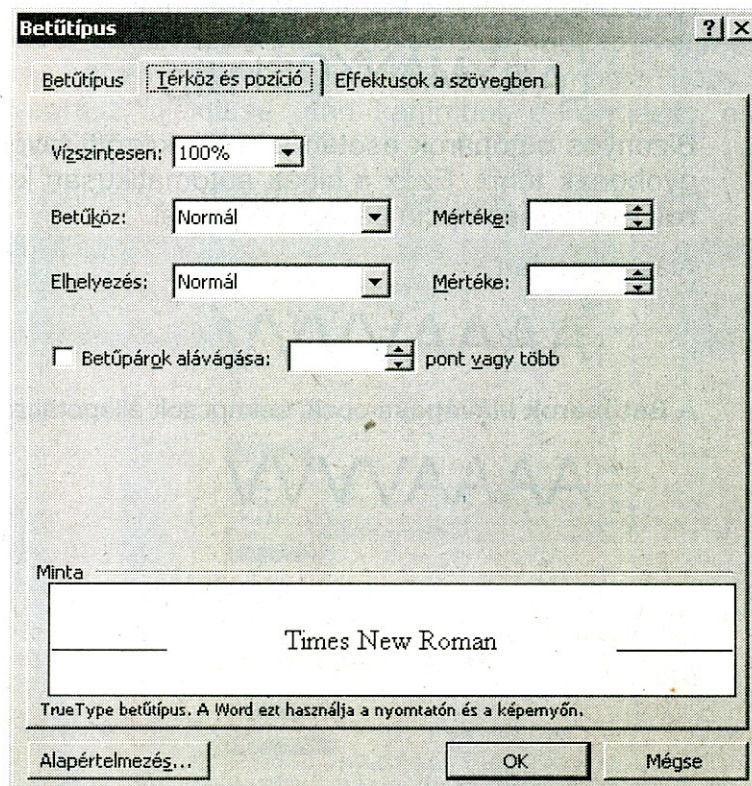 Betűtípus
Betűtípus Térköz és pozíció Effektusok a szövegben
Vízszintesen: 100%
Betűköz: Normál Mértéke:
Elhelyezés: Normál Mértéke:
Betűpárok alávágása: pont vagy több
Minta
Times New Roman
TrueType betűtípus. A Word ezt használja a nyomtatón és a képernyőn.
Alapértelmezés... OK Mégse